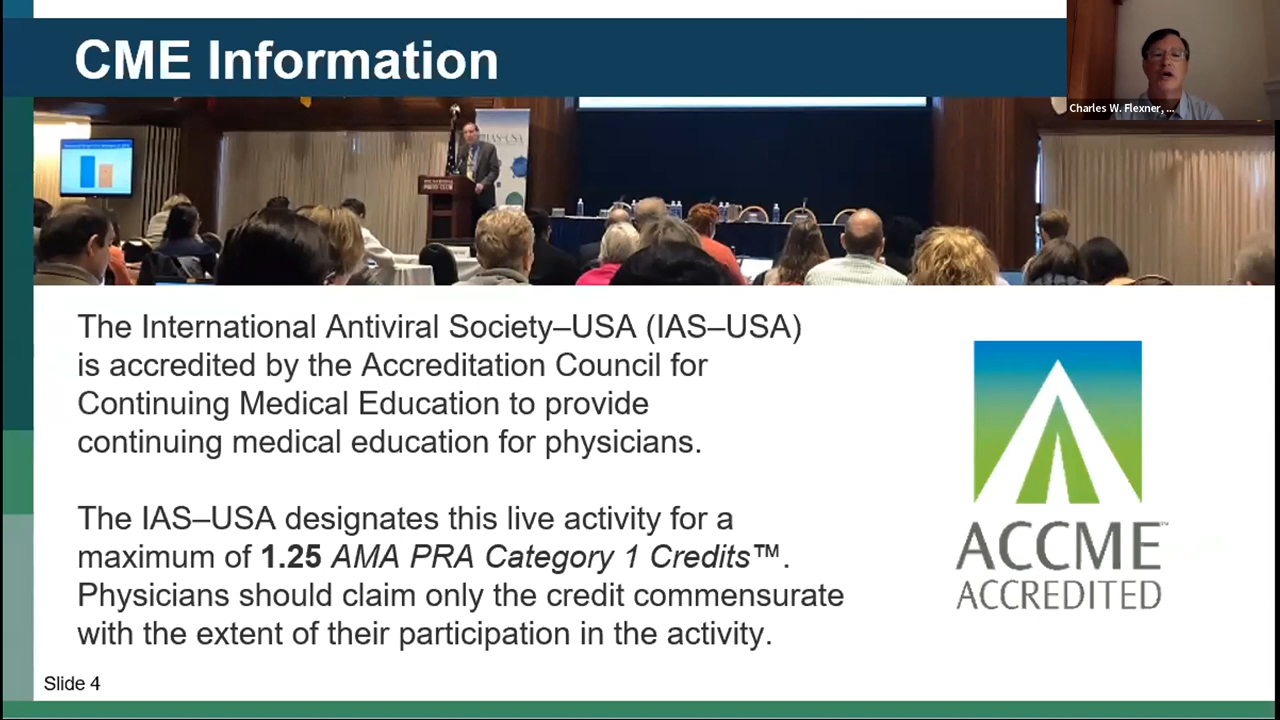 CME Information
Charles W. Flexner, ...
IAS-USA
The International Antiviral Society–USA (IAS–USA)
is accredited by the Accreditation Council for
Continuing Medical Education to provide
continuing medical education for physicians.
The IAS–USA designates this live activity for a
maximum of 1.25 AMA PRA Category 1 Credits™.
Physicians should claim only the credit commensurate
with the extent of their participation in the activity.
ACCME™
ACCREDITED
Slide 4